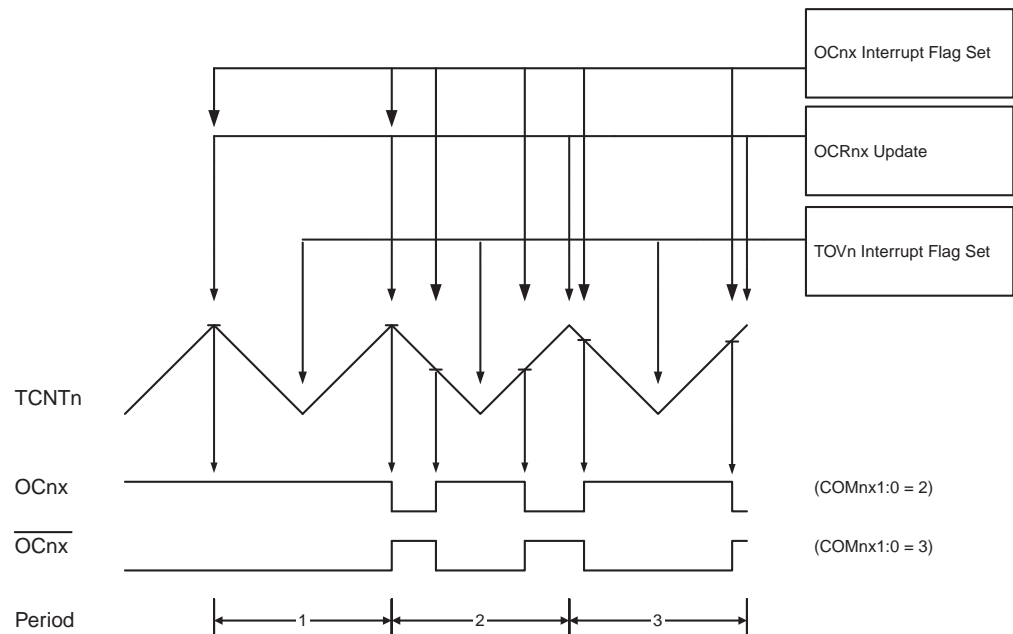 OCnx Interrupt Flag Set
OCRnx Update
TOVn Interrupt Flag Set
TCNTn
OCnx (COMnx1:0 = 2)
OCnx (COMnx1:0 = 3)
Period 1 2 3